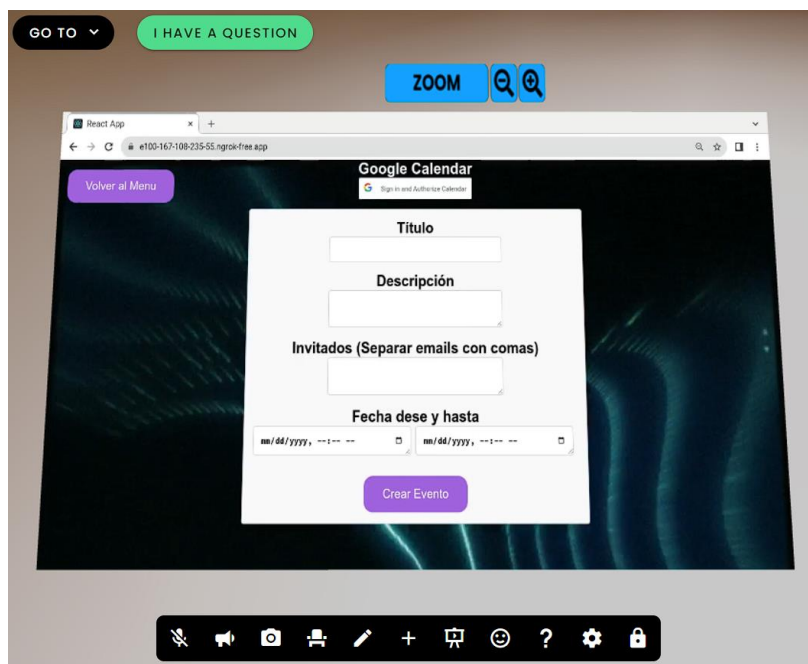 GO TO
I HAVE A QUESTION
ZOOM
React App
e100-167-108-235-55.ngrok-free.app
Google Calendar
Volver al Menu
Sign in and Authorize Calendar
Título
Descripción
Invitados (Separar emails con comas)
Fecha dese y hasta
mm/dd/yyyy, --:-- --
mm/dd/yyyy, --:-- --
Crear Evento